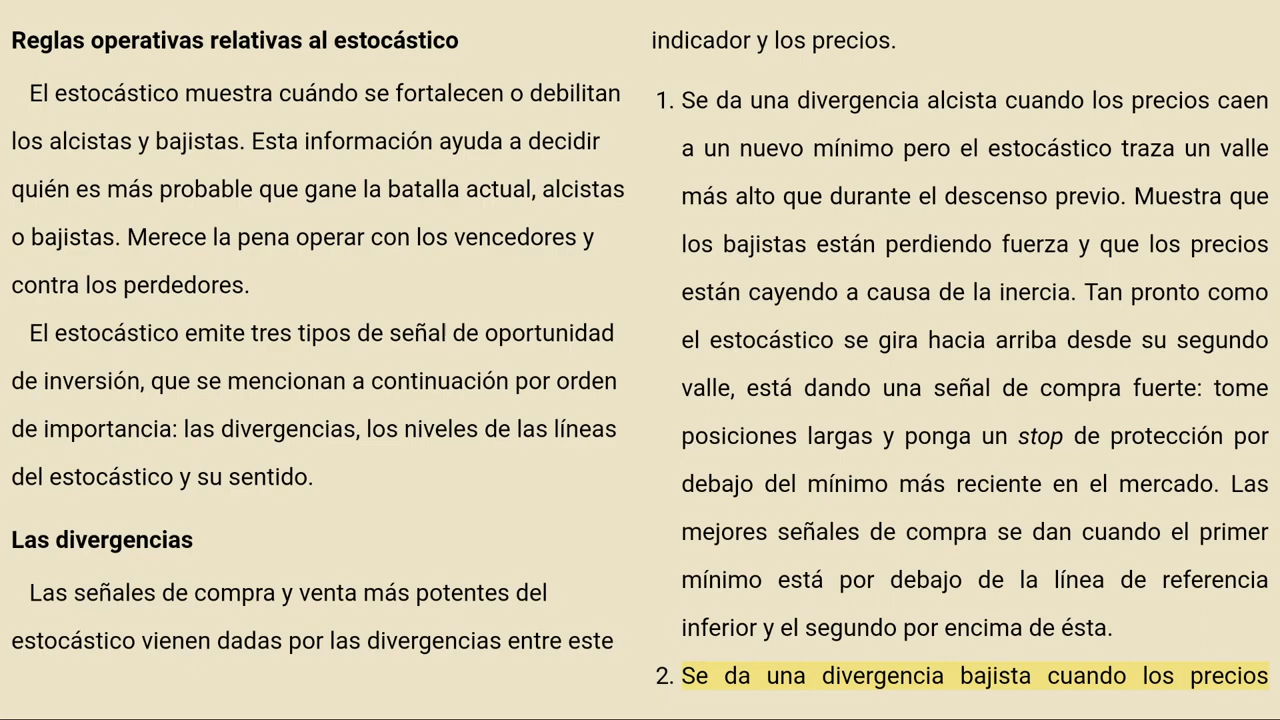 Reglas operativas relativas al estocástico
El estocástico muestra cuándo se fortalecen o debilitan
los alcistas y bajistas. Esta información ayuda a decidir
quién es más probable que gane la batalla actual, alcistas
o bajistas. Merece la pena operar con los vencedores y
contra los perdedores.
El estocástico emite tres tipos de señal de oportunidad
de inversión, que se mencionan a continuación por orden
de importancia: las divergencias, los niveles de las líneas
del estocástico y su sentido.
Las divergencias
Las señales de compra y venta más potentes del
estocástico vienen dadas por las divergencias entre este
indicador y los precios.
1. Se da una divergencia alcista cuando los precios caen
a un nuevo mínimo pero el estocástico traza un valle
más alto que durante el descenso previo. Muestra que
los bajistas están perdiendo fuerza y que los precios
están cayendo a causa de la inercia. Tan pronto como
el estocástico se gira hacia arriba desde su segundo
valle, está dando una señal de compra fuerte: tome
posiciones largas y ponga un stop de protección por
debajo del mínimo más reciente en el mercado. Las
mejores señales de compra se dan cuando el primer
mínimo está por debajo de la línea de referencia
inferior y el segundo por encima de ésta.
2. Se da una divergencia bajista cuando los precios